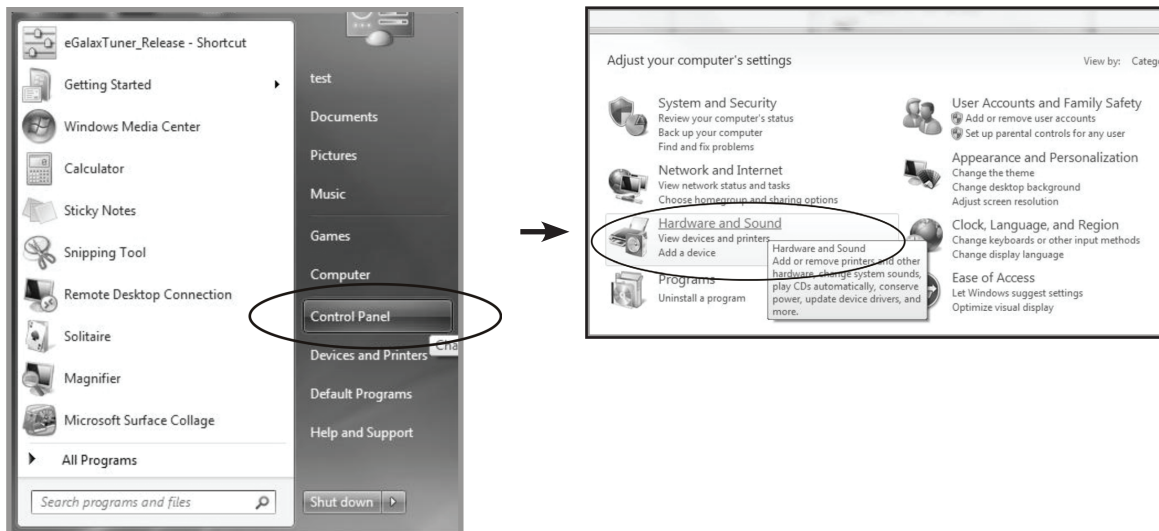 eGalaxTuner_Release - Shortcut
Getting Started
Windows Media Center
Calculator
Sticky Notes
Snipping Tool
Remote Desktop Connection
Solitaire
Magnifier
Microsoft Surface Collage
All Programs
Search programs and files
test
Documents
Pictures
Music
Games
Computer
Control Panel
Devices and Printers
Default Programs
Help and Support
Shut down
Adjust your computer's settings
View by:
System and Security
Review your computer's status
Back up your computer
Find and fix problems
Network and Internet
View network status and tasks
Choose homegroup and sharing options
Hardware and Sound
View devices and printers
Add a device
Programs
Uninstall a program
Hardware and Sound
Add or remove printers and other
hardware, change system sounds,
play CDs automatically, conserve
power, update device drivers, and
more.
User Accounts and Family Safety
Add or remove user accounts
Set up parental controls for any user
Appearance and Personalization
Change the theme
Change desktop background
Adjust screen resolution
Clock, Language, and Region
Change keyboards or other input methods
Change display language
Ease of Access
Let Windows suggest settings
Optimize visual display